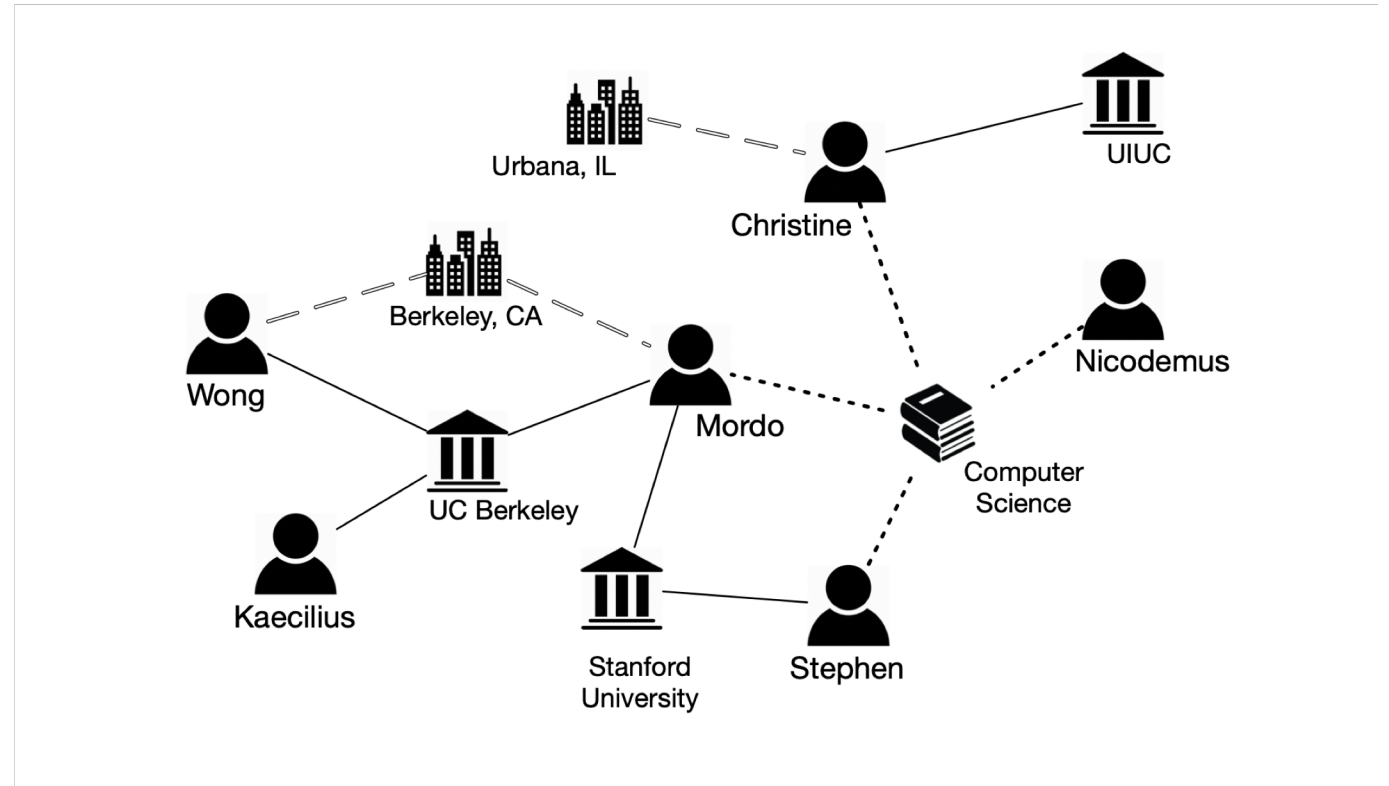 UIUC
Urbana, IL
Christine
Berkeley, CA
Nicodemus
Wong
Mordo
Computer
Science
UC Berkeley
Kaecilius
Stanford
University
Stephen